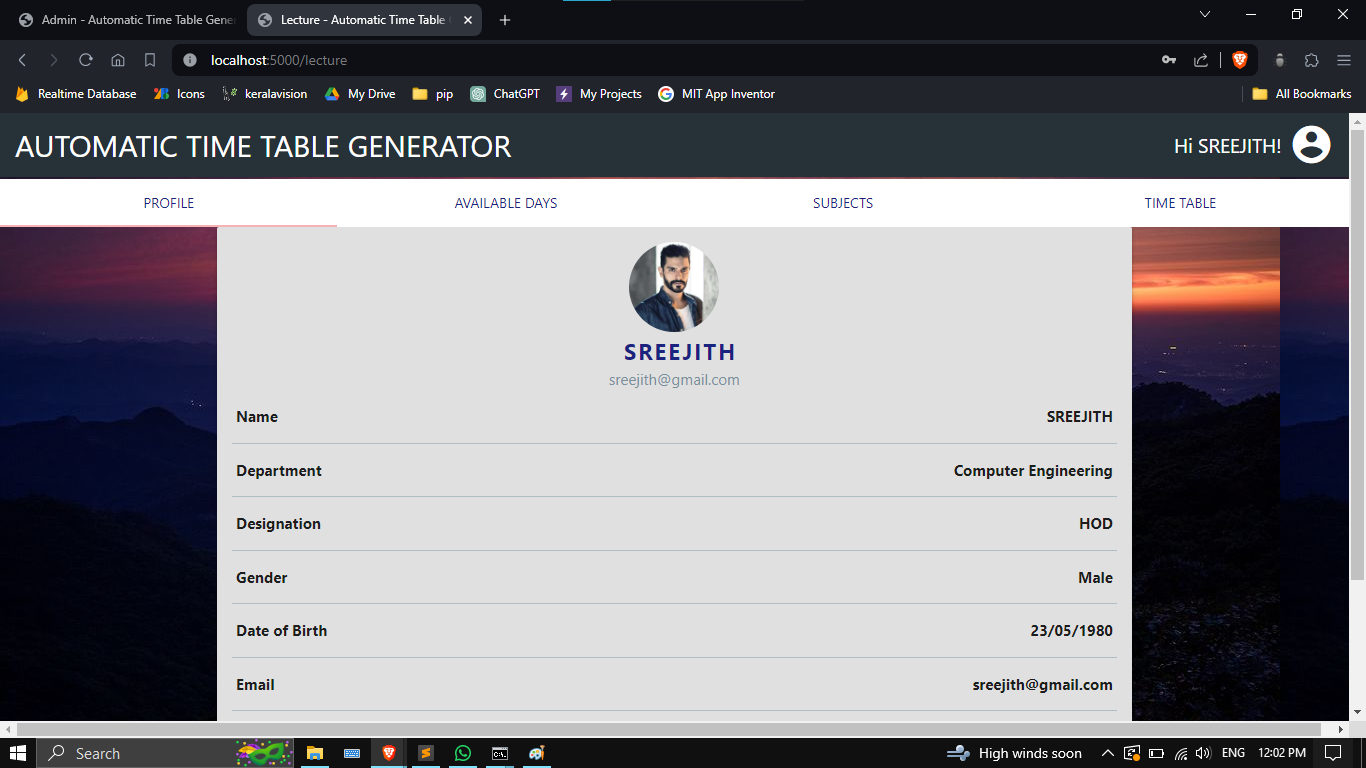 Admin - Automatic Time Table Gener
Lecture - Automatic Time Table
localhost:5000/lecture
Realtime Database Icons keralavision My Drive pip ChatGPT My Projects MIT App Inventor All Bookmarks
AUTOMATIC TIME TABLE GENERATOR Hi SREEJITH!
PROFILE AVAILABLE DAYS SUBJECTS TIME TABLE
SREEJITH
sreejith@gmail.com
Name SREEJITH
Department Computer Engineering
Designation HOD
Gender Male
Date of Birth 23/05/1980
Email sreejith@gmail.com
Search High winds soon ENG 12:02 PM